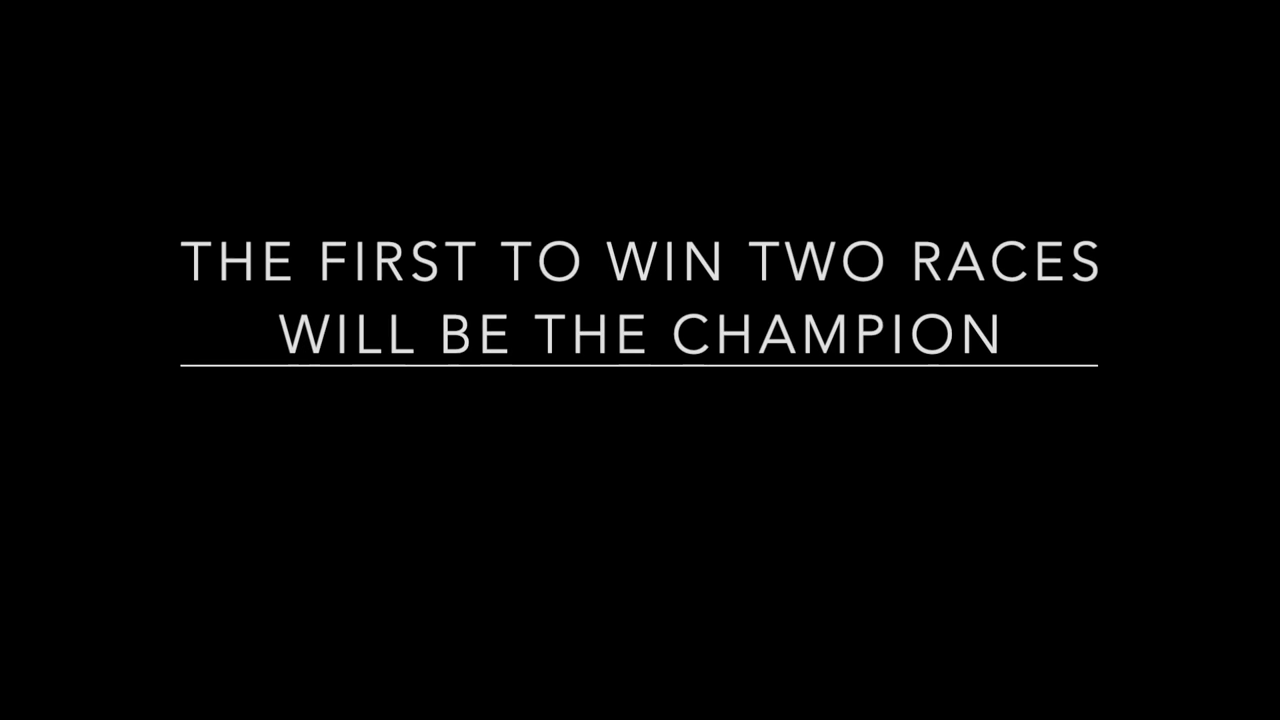 THE FIRST TO WIN TWO RACES
WILL BE THE CHAMPION